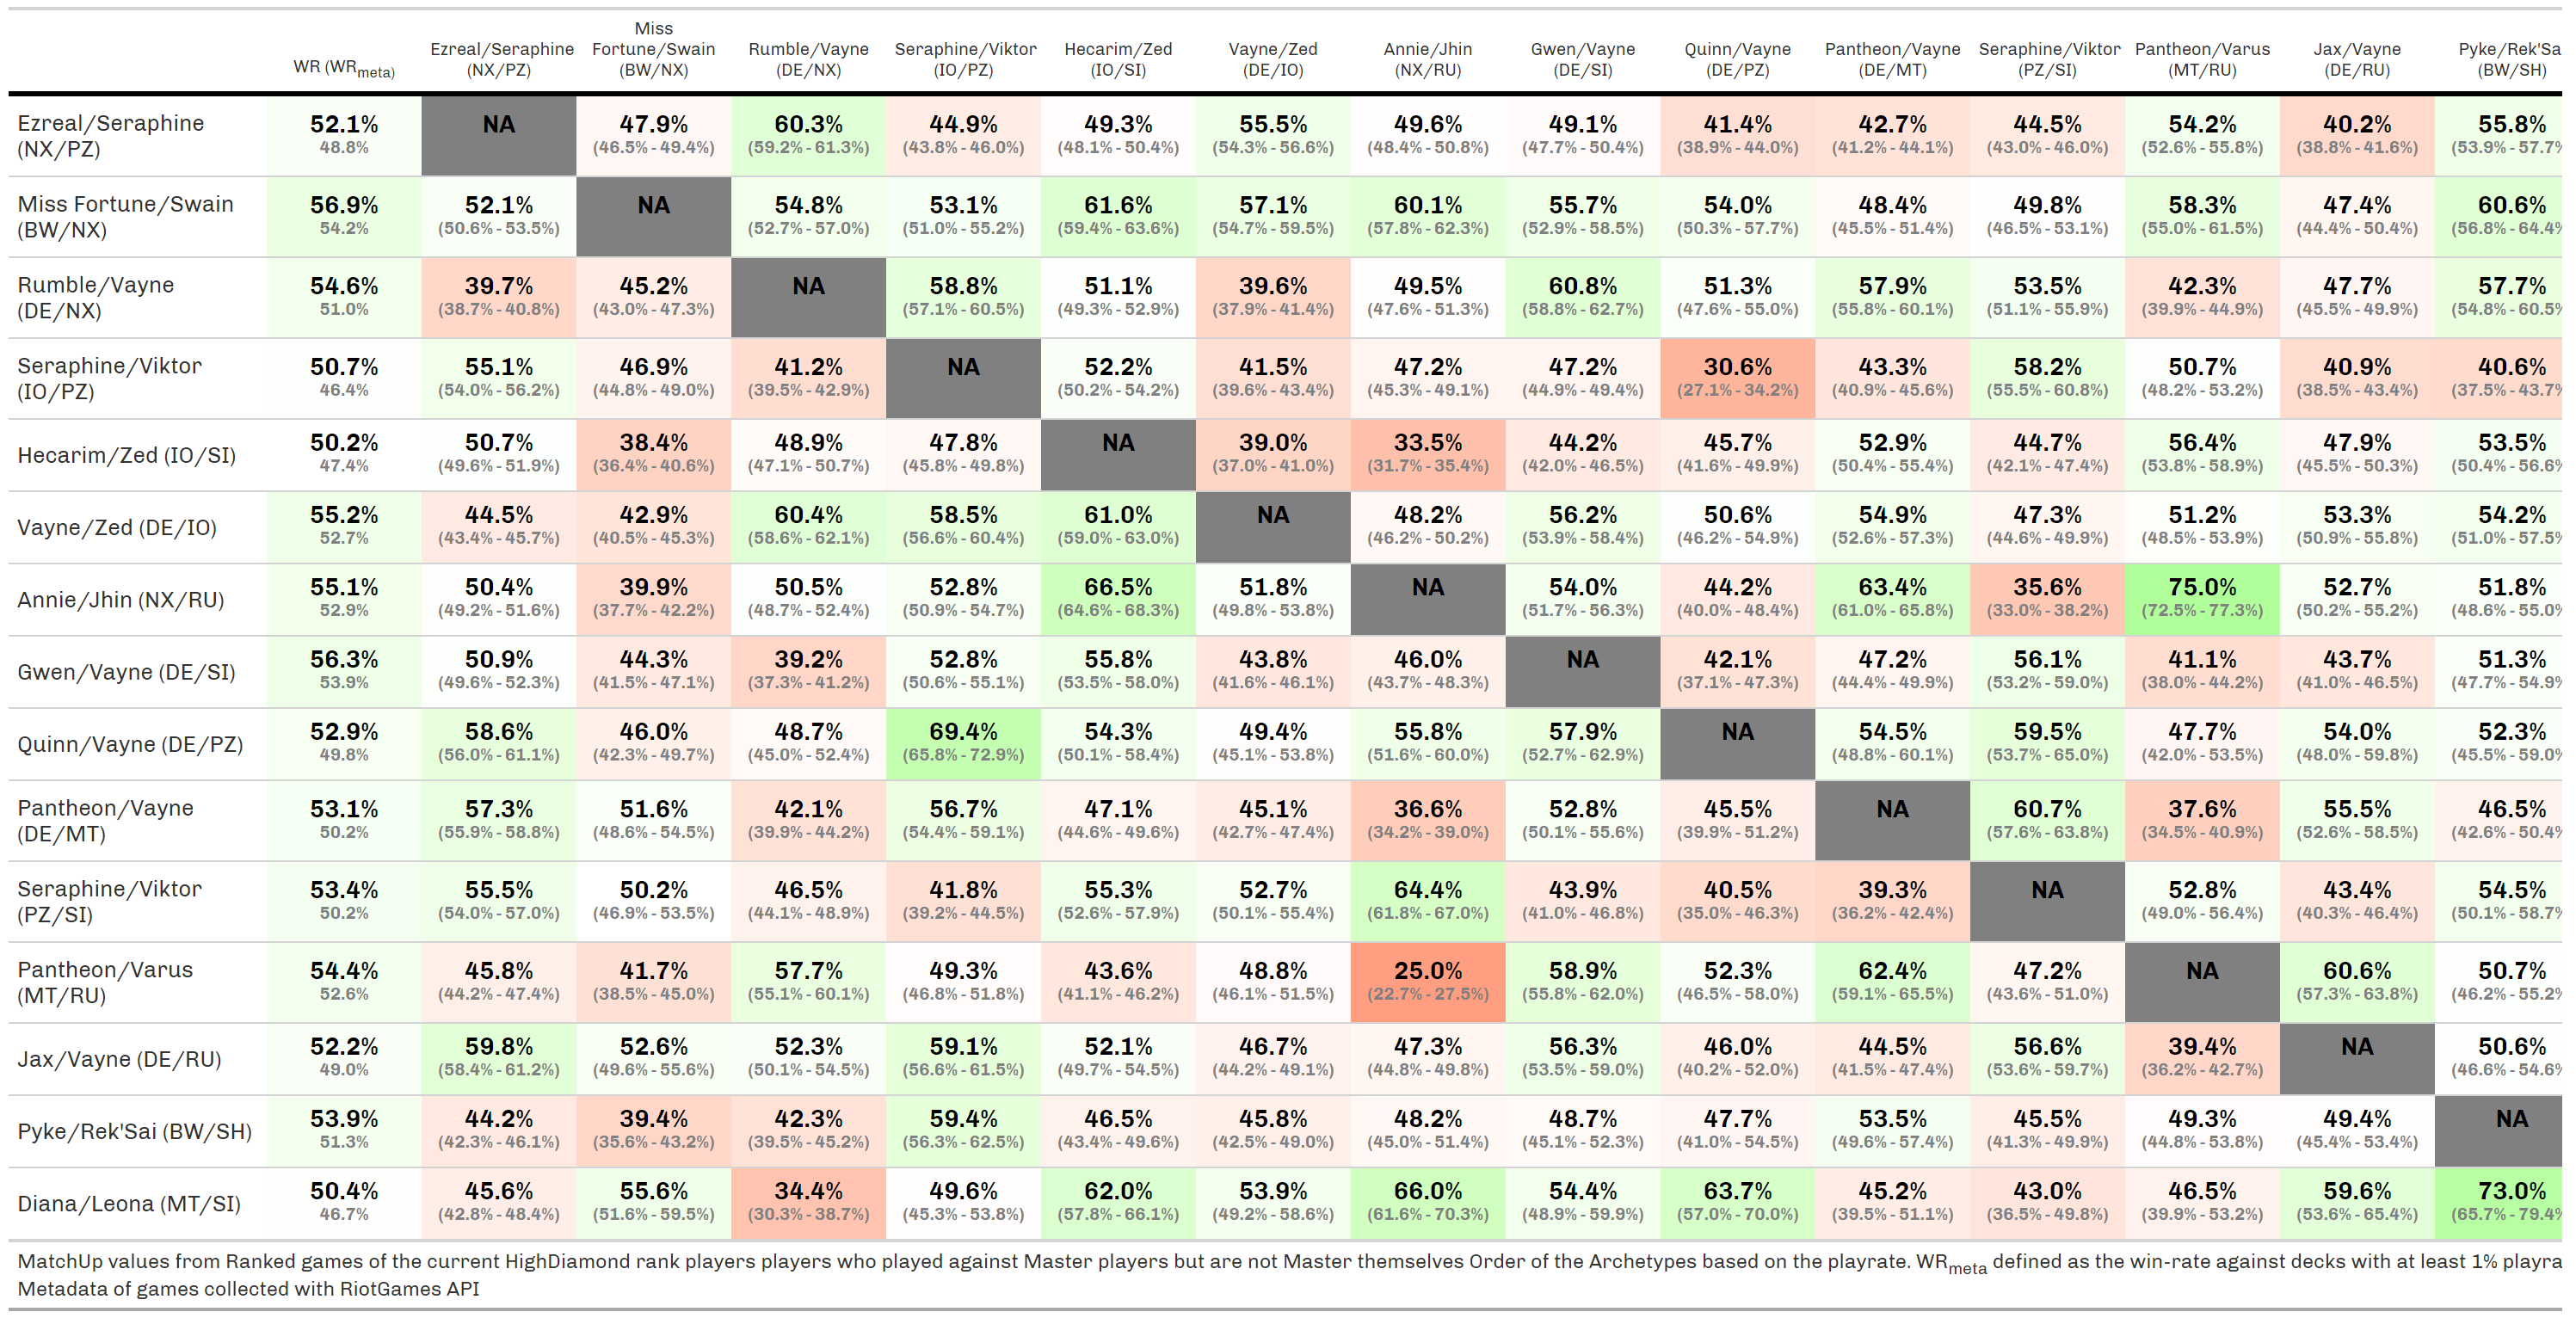 Miss
Ezreal/Seraphine Fortune/Swain Rumble/Vayne Seraphine/Viktor Hecarim/Zed Vayne/Zed Annie/Jhin Gwen/Vayne Quinn/Vayne Pantheon/Vayne Seraphine/Viktor Pantheon/Varus Jax/Vayne Pyke/Rek'Sa
WR (WRmeta) (NX/PZ) (BW/NX) (DE/NX) (IO/PZ) (IO/SI) (DE/IO) (NX/RU) (DE/SI) (DE/PZ) (DE/MT) (PZ/SI) (MT/RU) (DE/RU) (BW/SH)
Ezreal/Seraphine 52.1% NA 47.9% 60.3% 44.9% 49.3% 55.5% 49.6% 49.1% 41.4% 42.7% 44.5% 54.2% 40.2% 55.8%
(NX/PZ) 48.8% (46.5% - 49.4%) (59.2% - 61.3%) (43.8% - 46.0%) (48.1% - 50.4%) (54.3% - 56.6%) (48.4% - 50.8%) (47.7% - 50.4%) (38.9% - 44.0%) (41.2% - 44.1%) (43.0% - 46.0%) (52.6% - 55.8%) (38.8% - 41.6%) (53.9% - 57.7%
Miss Fortune/Swain 56.9% 52.1% NA 54.8% 53.1% 61.6% 57.1% 60.1% 55.7% 54.0% 48.4% 49.8% 58.3% 47.4% 60.6%
(BW/NX) 54.2% (50.6% - 53.5%) (52.7% - 57.0%) (51.0% - 55.2%) (59.4% - 63.6%) (54.7% - 59.5%) (57.8% - 62.3%) (52.9% - 58.5%) (50.3% - 57.7%) (45.5% - 51.4%) (46.5% - 53.1%) (55.0% - 61.5%) (44.4% - 50.4%) (56.8% - 64.4%
Rumble/Vayne 54.6% 39.7% 45.2% NA 58.8% 51.1% 39.6% 49.5% 60.8% 51.3% 57.9% 53.5% 42.3% 47.7% 57.7%
(DE/NX) 51.0% (38.7% - 40.8%) (43.0% - 47.3%) (57.1% - 60.5%) (49.3% - 52.9%) (37.9% - 41.4%) (47.6% - 51.3%) (58.8% - 62.7%) (47.6% - 55.0%) (55.8% - 60.1%) (51.1% - 55.9%) (39.9% - 44.9%) (45.5% - 49.9%) (54.8% - 60.5%
Seraphine/Viktor 50.7% 55.1% 46.9% 41.2% NA 52.2% 41.5% 47.2% 47.2% 30.6% 43.3% 58.2% 50.7% 40.9% 40.6%
(IO/PZ) 46.4% (54.0% - 56.2%) (44.8% - 49.0%) (39.5% - 42.9%) (50.2% - 54.2%) (39.6% - 43.4%) (45.3% - 49.1%) (44.9% - 49.4%) (27.1% - 34.2%) (40.9% - 45.6%) (55.5% - 60.8%) (48.2% - 53.2%) (38.5% - 43.4%) (37.5% - 43.7%
Hecarim/Zed (IO/SI) 50.2% 50.7% 38.4% 48.9% 47.8% NA 39.0% 33.5% 44.2% 45.7% 52.9% 44.7% 56.4% 47.9% 53.5%
47.4% (49.6% - 51.9%) (36.4% - 40.6%) (47.1% - 50.7%) (45.8% - 49.8%) (37.0% - 41.0%) (31.7% - 35.4%) (42.0% - 46.5%) (41.6% - 49.9%) (50.4% - 55.4%) (42.1% - 47.4%) (53.8% - 58.9%) (45.5% - 50.3%) (50.4% - 56.6%
Vayne/Zed (DE/IO) 55.2% 44.5% 42.9% 60.4% 58.5% 61.0% NA 48.2% 56.2% 50.6% 54.9% 47.3% 51.2% 53.3% 54.2%
52.7% (43.4% - 45.7%) (40.5% - 45.3%) (58.6% - 62.1%) (56.6% - 60.4%) (59.0% - 63.0%) (46.2% - 50.2%) (53.9% - 58.4%) (46.2% - 54.9%) (52.6% - 57.3%) (44.6% - 49.9%) (48.5% - 53.9%) (50.9% - 55.8%) (51.0% - 57.5%
Annie/Jhin (NX/RU) 55.1% 50.4% 39.9% 50.5% 52.8% 66.5% 51.8% NA 54.0% 44.2% 63.4% 35.6% 75.0% 52.7% 51.8%
52.9% (49.2% - 51.6%) (37.7% - 42.2%) (48.7% - 52.4%) (50.9% - 54.7%) (64.6% - 68.3%) (49.8% - 53.8%) (51.7% - 56.3%) (40.0% - 48.4%) (61.0% - 65.8%) (33.0% - 38.2%) (72.5% - 77.3%) (50.2% - 55.2%) (48.6% - 55.0%
Gwen/Vayne (DE/SI) 56.3% 50.9% 44.3% 39.2% 52.8% 55.8% 43.8% 46.0% NA 42.1% 47.2% 56.1% 41.1% 43.7% 51.3%
53.9% (49.6% - 52.3%) (41.5% - 47.1%) (37.3% - 41.2%) (50.6% - 55.1%) (53.5% - 58.0%) (41.6% - 46.1%) (43.7% - 48.3%) (37.1% - 47.3%) (44.4% - 49.9%) (53.2% - 59.0%) (38.0% - 44.2%) (41.0% - 46.5%) (47.7% - 54.9%
Quinn/Vayne (DE/PZ) 52.9% 58.6% 46.0% 48.7% 69.4% 54.3% 49.4% 55.8% 57.9% NA 54.5% 59.5% 47.7% 54.0% 52.3%
49.8% (56.0% - 61.1%) (42.3% - 49.7%) (45.0% - 52.4%) (65.8% - 72.9%) (50.1% - 58.4%) (45.1% - 53.8%) (51.6% - 60.0%) (52.7% - 62.9%) (48.8% - 60.1%) (53.7% - 65.0%) (42.0% - 53.5%) (48.0% - 59.8%) (45.5% - 59.0%
Pantheon/Vayne 53.1% 57.3% 51.6% 42.1% 56.7% 47.1% 45.1% 36.6% 52.8% 45.5% NA 60.7% 37.6% 55.5% 46.5%
(DE/MT) 50.2% (55.9% - 58.8%) (48.6% - 54.5%) (39.9% - 44.2%) (54.4% - 59.1%) (44.6% - 49.6%) (42.7% - 47.4%) (34.2% - 39.0%) (50.1% - 55.6%) (39.9% - 51.2%) (57.6% - 63.8%) (34.5% - 40.9%) (52.6% - 58.5%) (42.6% - 50.4%
Seraphine/Viktor 53.4% 55.5% 50.2% 46.5% 41.8% 55.3% 52.7% 64.4% 43.9% 40.5% 39.3% NA 52.8% 43.4% 54.5%
(PZ/SI) 50.2% (54.0% - 57.0%) (46.9% - 53.5%) (44.1% - 48.9%) (39.2% - 44.5%) (52.6% - 57.9%) (50.1% - 55.4%) (61.8% - 67.0%) (41.0% - 46.8%) (35.0% - 46.3%) (36.2% - 42.4%) (49.0% - 56.4%) (40.3% - 46.4%) (50.1% - 58.7%
Pantheon/Varus 54.4% 45.8% 41.7% 57.7% 49.3% 43.6% 48.8% 25.0% 58.9% 52.3% 62.4% 47.2% NA 60.6% 50.7%
(MT/RU) 52.6% (44.2% - 47.4%) (38.5% - 45.0%) (55.1% - 60.1%) (46.8% - 51.8%) (41.1% - 46.2%) (46.1% - 51.5%) (22.7% - 27.5%) (55.8% - 62.0%) (46.5% - 58.0%) (59.1% - 65.5%) (43.6% - 51.0%) (57.3% - 63.8%) (46.2% - 55.2%
Jax/Vayne (DE/RU) 52.2% 59.8% 52.6% 52.3% 59.1% 52.1% 46.7% 47.3% 56.3% 46.0% 44.5% 56.6% 39.4% NA 50.6%
49.0% (58.4% - 61.2%) (49.6% - 55.6%) (50.1% - 54.5%) (56.6% - 61.5%) (49.7% - 54.5%) (44.2% - 49.1%) (44.8% - 49.8%) (53.5% - 59.0%) (40.2% - 52.0%) (41.5% - 47.4%) (53.6% - 59.7%) (36.2% - 42.7%) (46.6% - 54.6%
Pyke/Rek'Sai (BW/SH) 53.9% 44.2% 39.4% 42.3% 59.4% 46.5% 45.8% 48.2% 48.7% 47.7% 53.5% 45.5% 49.3% 49.4% NA
51.3% (42.3% - 46.1%) (35.6% - 43.2%) (39.5% - 45.2%) (56.3% - 62.5%) (43.4% - 49.6%) (42.5% - 49.0%) (45.0% - 51.4%) (45.1% - 52.3%) (41.0% - 54.5%) (49.6% - 57.4%) (41.3% - 49.9%) (44.8% - 53.8%) (45.4% - 53.4%)
Diana/Leona (MT/SI) 50.4% 45.6% 55.6% 34.4% 49.6% 62.0% 53.9% 66.0% 54.4% 63.7% 45.2% 43.0% 46.5% 59.6% 73.0%
46.7% (42.8% - 48.4%) (51.6% - 59.5%) (30.3% - 38.7%) (45.3% - 53.8%) (57.8% - 66.1%) (49.2% - 58.6%) (61.6% - 70.3%) (48.9% - 59.9%) (57.0% - 70.0%) (39.5% - 51.1%) (36.5% - 49.8%) (39.9% - 53.2%) (53.6% - 65.4%) (65.7% - 79.4%
MatchUp values from Ranked games of the current HighDiamond rank players players who played against Master players but are not Master themselves Order of the Archetypes based on the playrate. WRmeta defined as the win-rate against decks with at least 1% playra
Metadata of games collected with RiotGames API